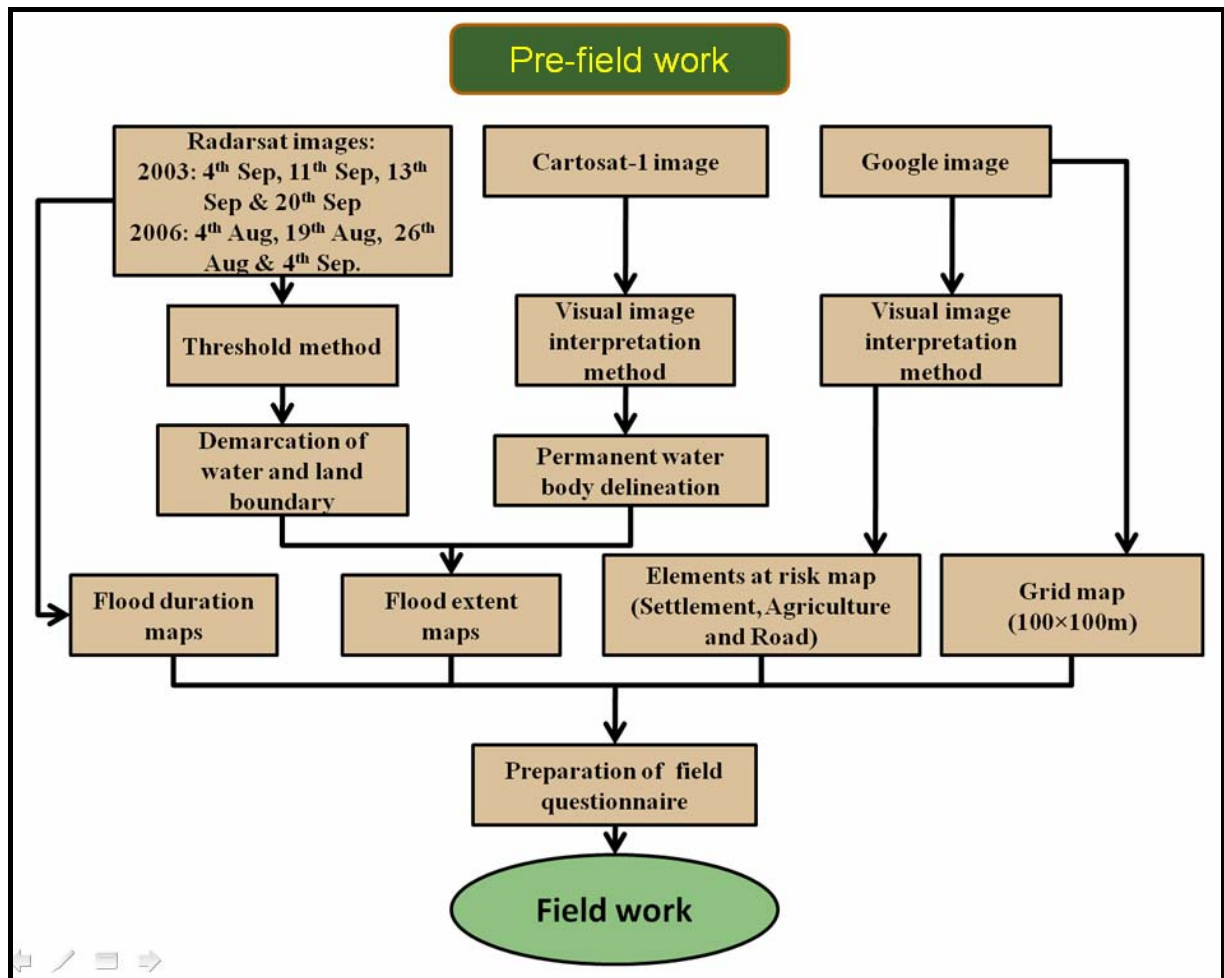 Pre-field work
Radarsat images:
2003: 4th Sep, 11th Sep, 13th
Sep & 20th Sep
2006: 4th Aug, 19th Aug, 26th
Aug & 4th Sep.
Cartosat-1 image
Google image
Threshold method
Visual image
interpretation
method
Visual image
interpretation
method
Demarcation of
water and land
boundary
Permanent water
body delineation
Flood duration
maps
Flood extent
maps
Elements at risk map
(Settlement, Agriculture
and Road)
Grid map
(100×100m)
Preparation of field
questionnaire
Field work